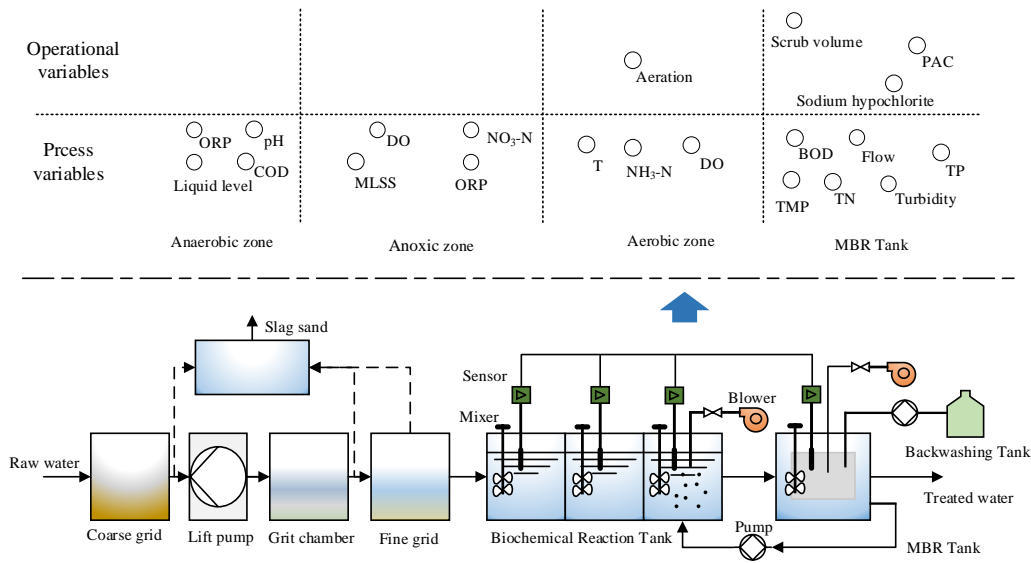 Operational
variables
Scrub volume
PAC
Aeration
Sodium hypochlorite
Prcess
variables
ORP
pH
Liquid level
COD
DO
NO₃-N
MLSS
ORP
T
NH₃-N
DO
BOD
Flow
TP
TMP
TN
Turbidity
Anaerobic zone
Anoxic zone
Aerobic zone
MBR Tank
Slag sand
Sensor
Mixer
Blower
Raw water
Backwashing Tank
Treated water
Coarse grid
Lift pump
Grit chamber
Fine grid
Biochemical Reaction Tank
Pump
MBR Tank